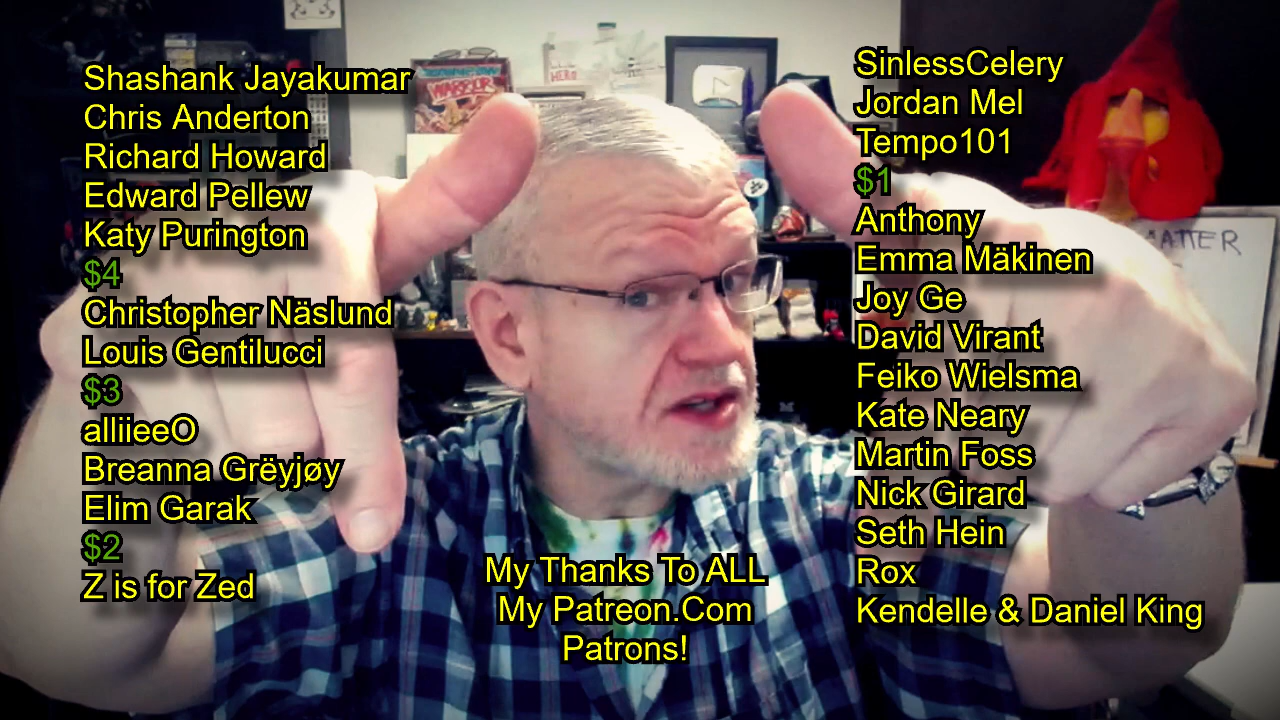 Shashank Jayakumar
Chris Anderton
Richard Howard
Edward Pellew
Katy Purington
$4
Christopher Näslund
Louis Gentilucci
$3
alliieeO
Breanna Grëyjøy
Elim Garak
$2
Z is for Zed
My Thanks To ALL
My Patreon.Com
Patrons!
SinlessCelery
Jordan Mel
Tempo101
$1
Anthony
Emma Mäkinen
Joy Ge
David Virant
Feiko Wielsma
Kate Neary
Martin Foss
Nick Girard
Seth Hein
Rox
Kendelle & Daniel King
WARRIOR
HERO
MATTER